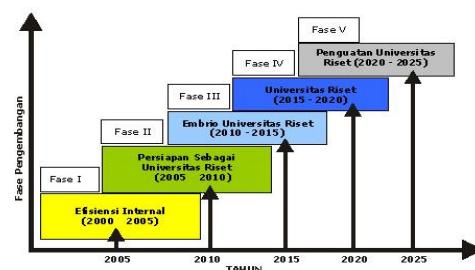 Fase V
Penguatan Universitas
Riset (2020 - 2025)
Fase IV
Universitas Riset
(2015 - 2020)
Fase III
Embrio Universitas Riset
(2010 - 2015)
Fase II
Persiapan Sebagai
Universitas Riset
(2005 2010)
Fase I
Efisiensi Internal
(2000 2005)
Fase Pengembangan
2005 2010 2015 2020 2025
TAHUN